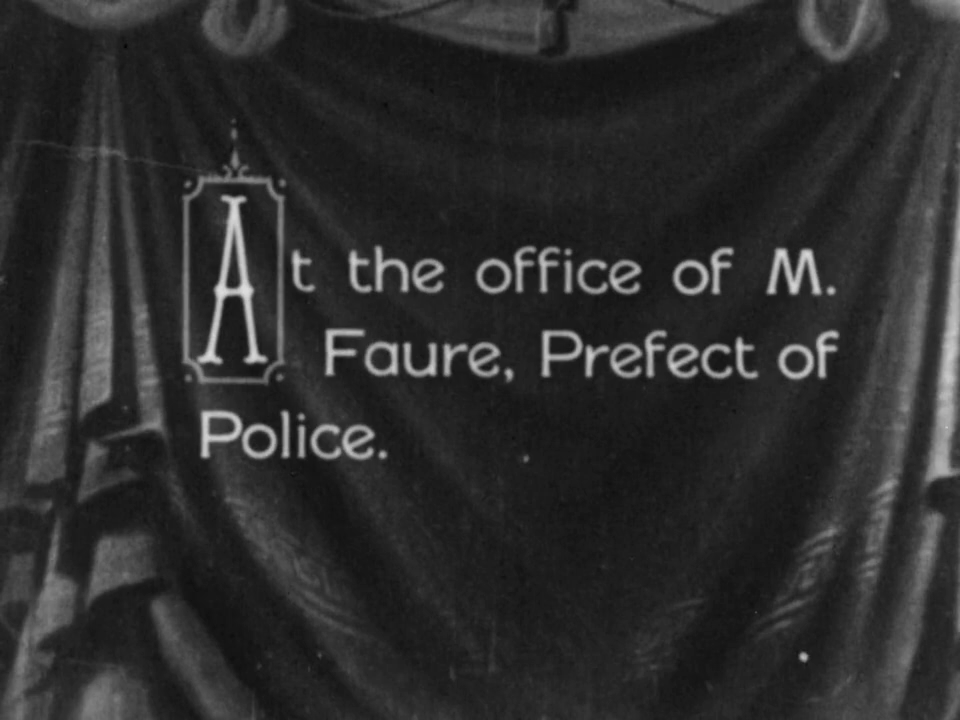 At the office of M.
Faure, Prefect of
Police.